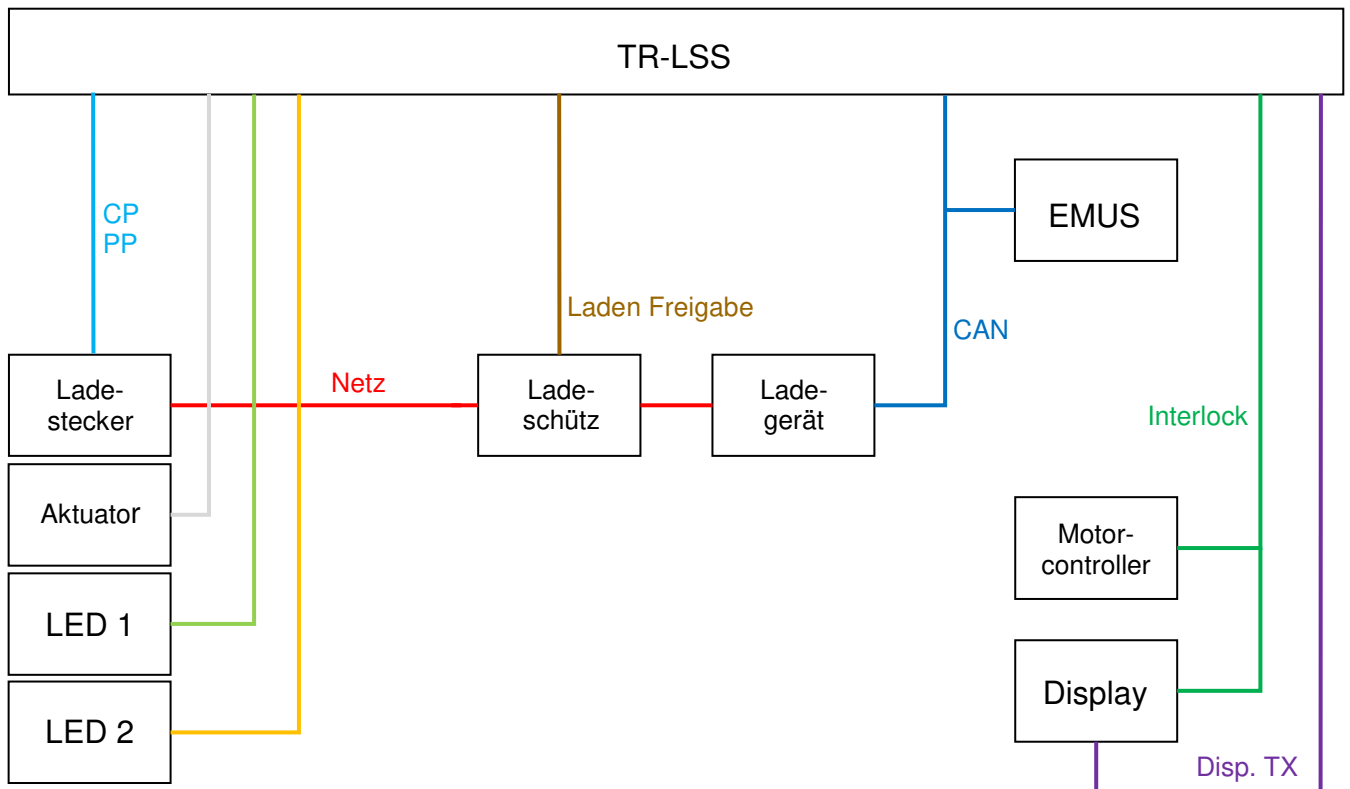 TR-LSS
CP
PP
EMUS
Laden Freigabe
CAN
Lade-
stecker
Netz
Lade-
schütz
Lade-
gerät
Interlock
Aktuator
Motor-
controller
LED 1
Display
LED 2
Disp. TX